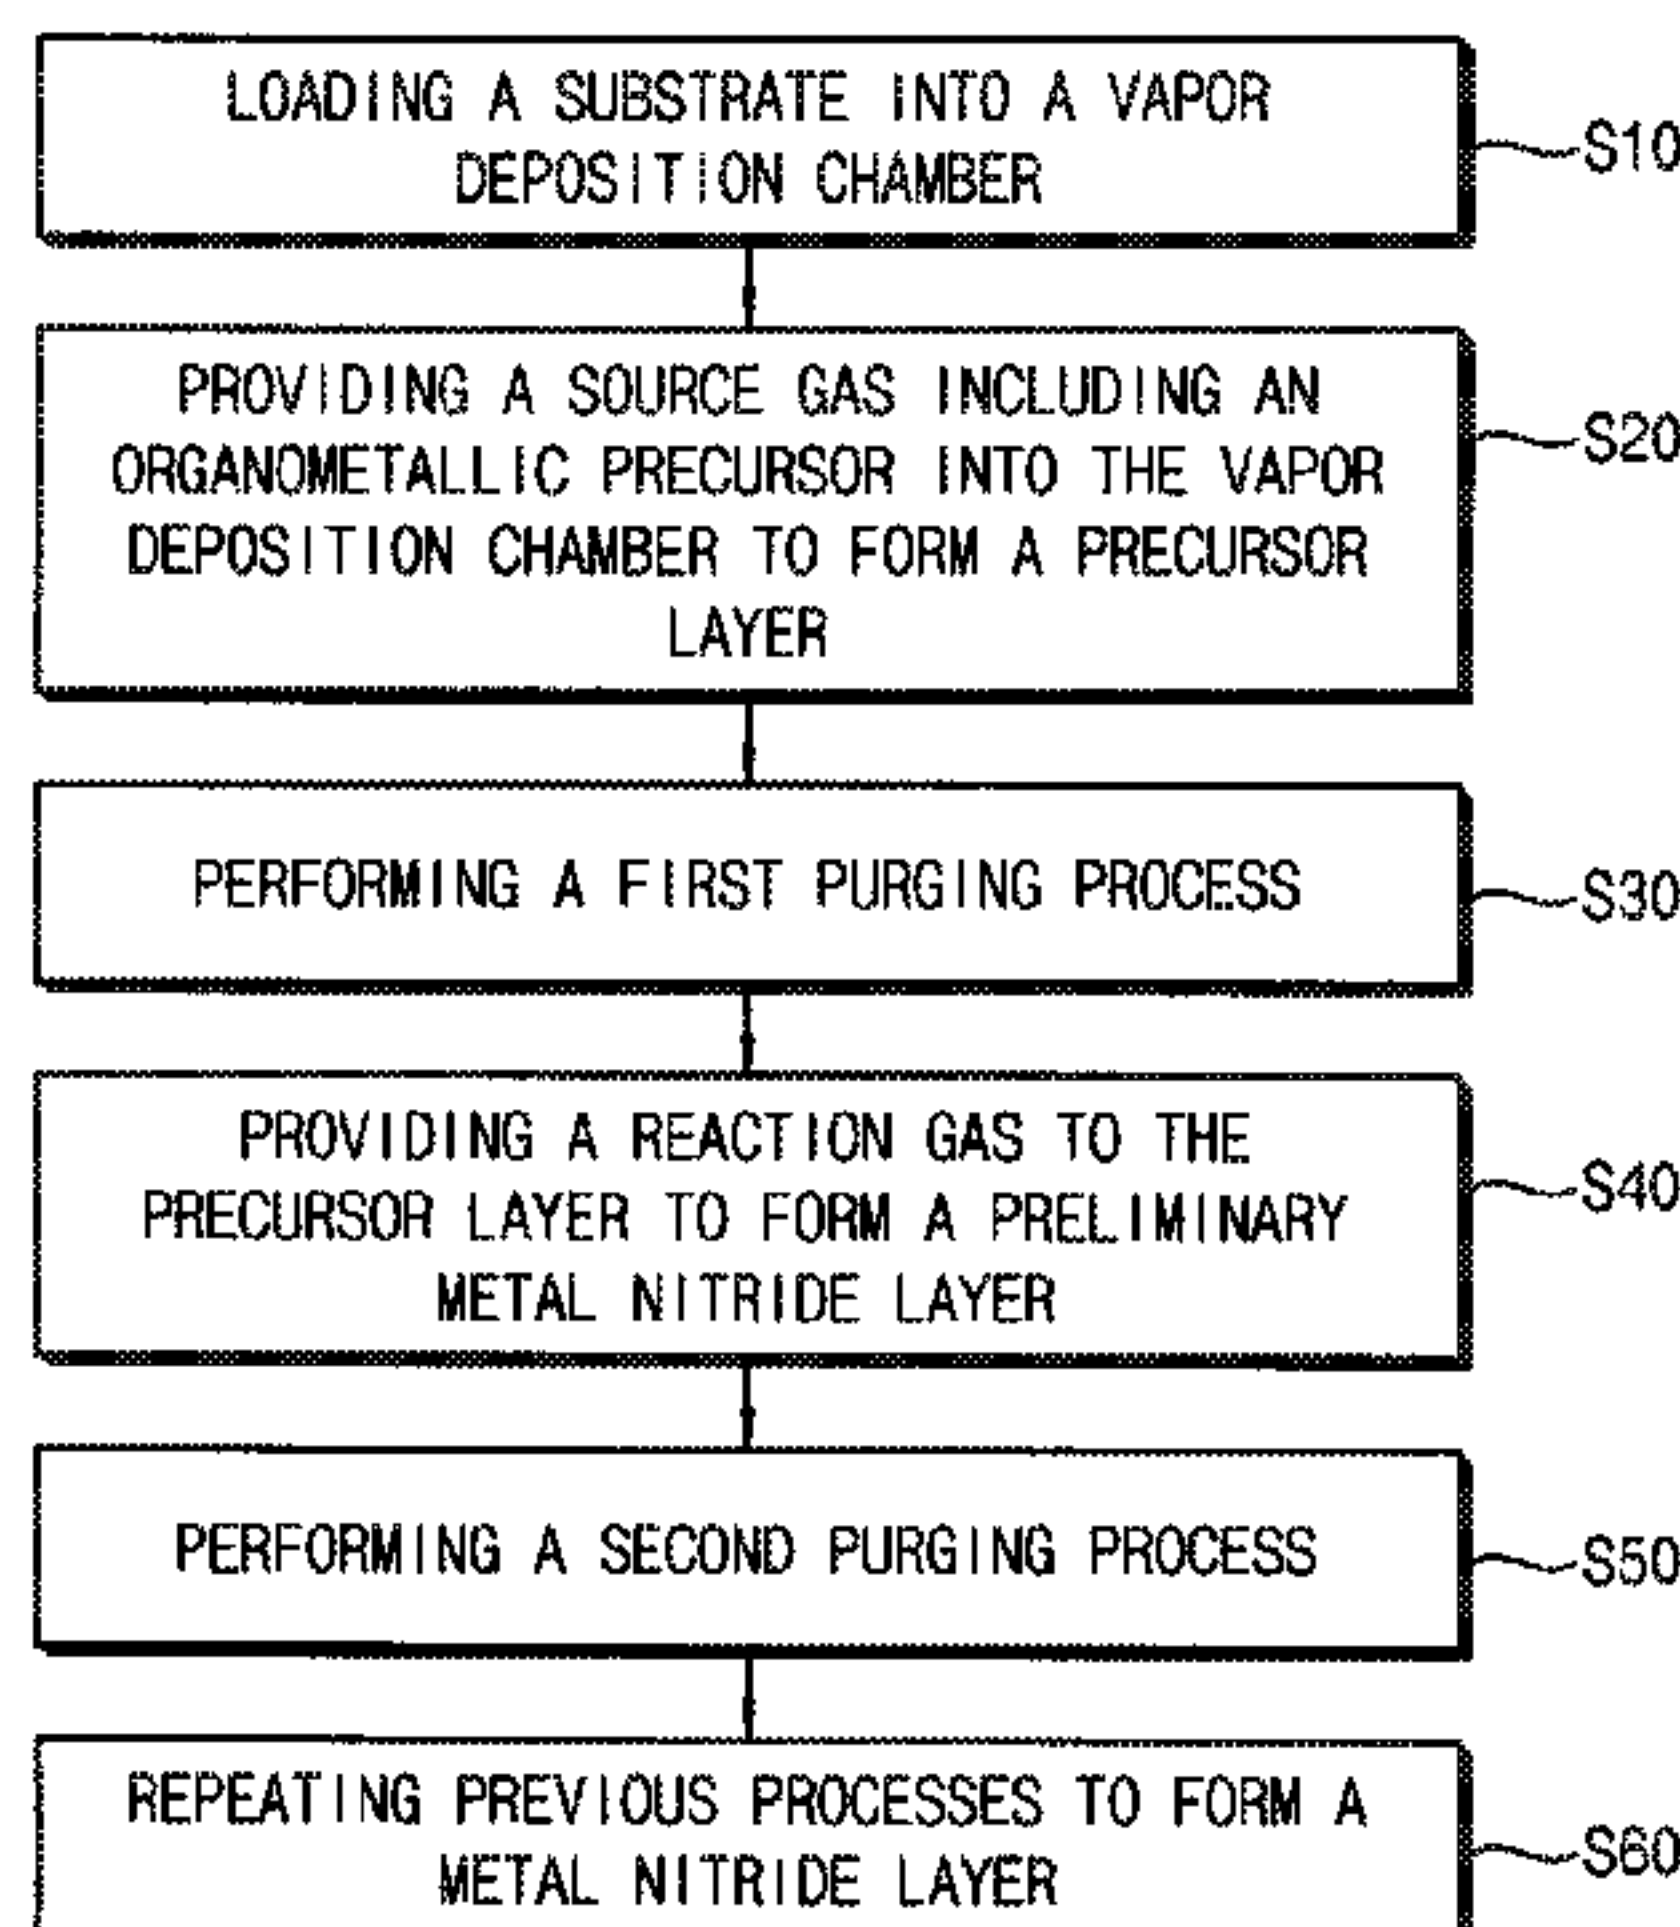 LOADING A SUBSTRATE INTO A VAPOR
DEPOSITION CHAMBER
S10
PROVIDING A SOURCE GAS INCLUDING AN
ORGANOMETALLIC PRECURSOR INTO THE VAPOR
DEPOSITION CHAMBER TO FORM A PRECURSOR
LAYER
S20
PERFORMING A FIRST PURGING PROCESS
S30
PROVIDING A REACTION GAS TO THE
PRECURSOR LAYER TO FORM A PRELIMINARY
METAL NITRIDE LAYER
S40
PERFORMING A SECOND PURGING PROCESS
S50
REPEATING PREVIOUS PROCESSES TO FORM A
METAL NITRIDE LAYER
S60